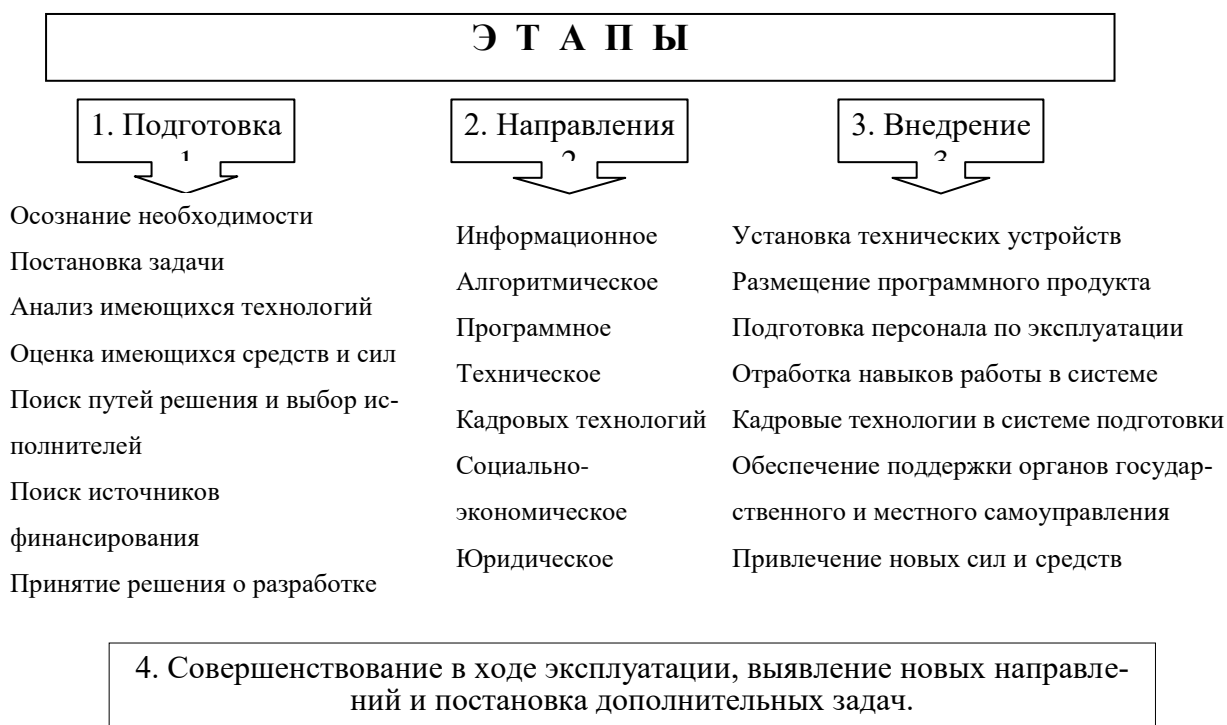 Э Т А П Ы
1. Подготовка
1
Осознание необходимости
Постановка задачи
Анализ имеющихся технологий
Оценка имеющихся средств и сил
Поиск путей решения и выбор ис-
полнителей
Поиск источников
финансирования
Принятие решения о разработке
2. Направления
2
Информационное
Алгоритмическое
Программное
Техническое
Кадровых технологий
Социально-
экономическое
Юридическое
3. Внедрение
3
Установка технических устройств
Размещение программного продукта
Подготовка персонала по эксплуатации
Отработка навыков работы в системе
Кадровые технологии в системе подготовки
Обеспечение поддержки органов государ-
ственного и местного самоуправления
Привлечение новых сил и средств
4. Совершенствование в ходе эксплуатации, выявление новых направле-
ний и постановка дополнительных задач.